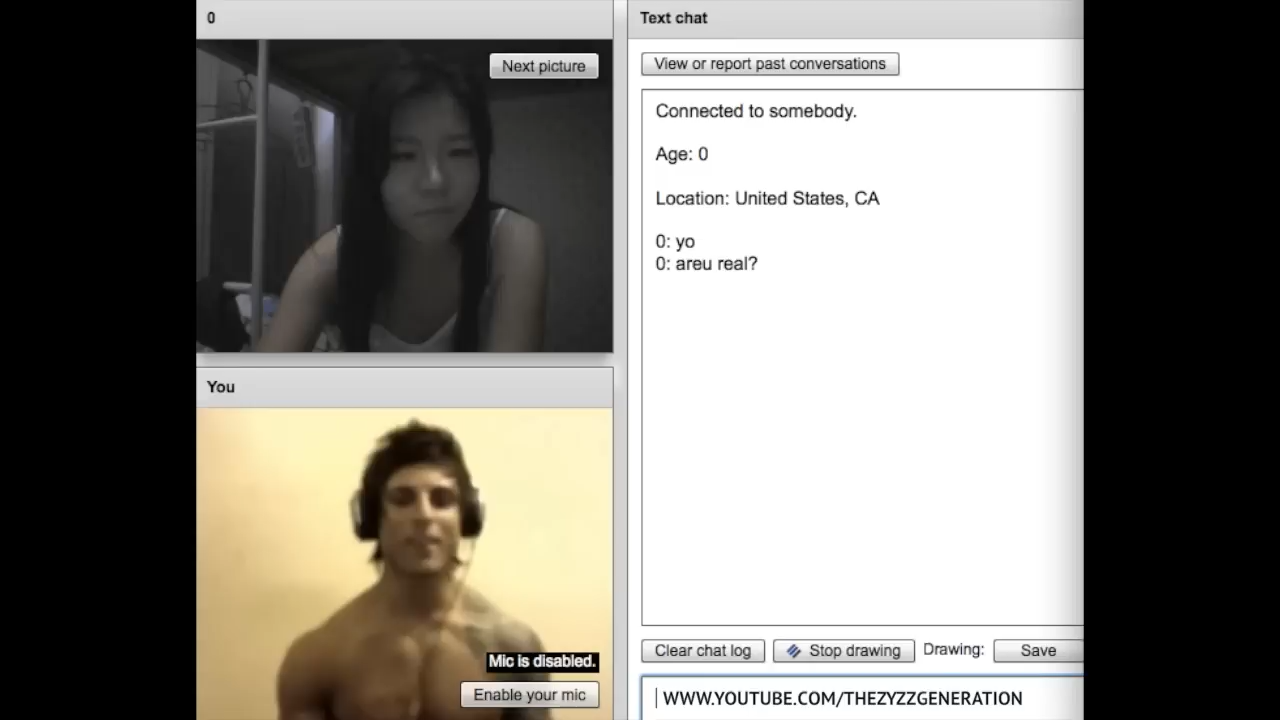 0
Next picture
You
Mic is disabled.
Enable your mic
Text chat
View or report past conversations
Connected to somebody.
Age: 0
Location: United States, CA
0: yo
0: areu real?
Clear chat log
Stop drawing
Drawing:
Save
WWW.YOUTUBE.COM/THEZYZZGENERATION